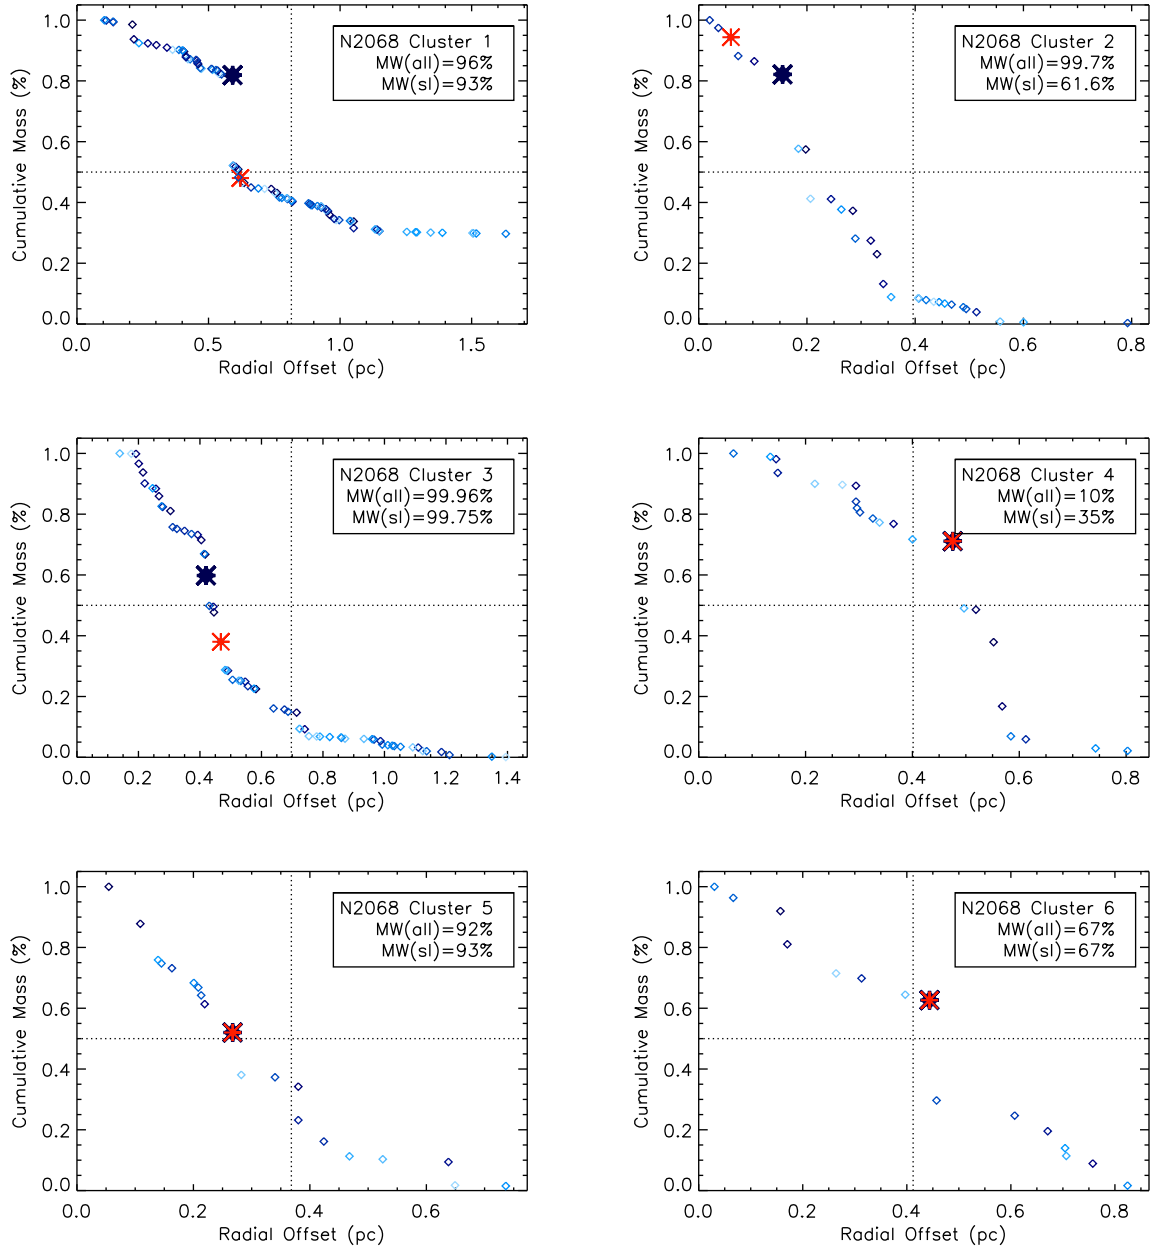 N2068 Cluster 1
MW(all)=96%
MW(sl)=93%
Cumulative Mass (%)
1.0
0.8
0.6
0.4
0.2
0.0
0.0 0.5 1.0 1.5
Radial Offset (pc)
N2068 Cluster 2
MW(all)=99.7%
MW(sl)=61.6%
Cumulative Mass (%)
1.0
0.8
0.6
0.4
0.2
0.0
0.0 0.2 0.4 0.6 0.8
Radial Offset (pc)
N2068 Cluster 3
MW(all)=99.96%
MW(sl)=99.75%
Cumulative Mass (%)
1.0
0.8
0.6
0.4
0.2
0.0
0.0 0.2 0.4 0.6 0.8 1.0 1.2 1.4
Radial Offset (pc)
N2068 Cluster 4
MW(all)=10%
MW(sl)=35%
Cumulative Mass (%)
1.0
0.8
0.6
0.4
0.2
0.0
0.0 0.2 0.4 0.6 0.8
Radial Offset (pc)
N2068 Cluster 5
MW(all)=92%
MW(sl)=93%
Cumulative Mass (%)
1.0
0.8
0.6
0.4
0.2
0.0
0.0 0.2 0.4 0.6
Radial Offset (pc)
N2068 Cluster 6
MW(all)=67%
MW(sl)=67%
Cumulative Mass (%)
1.0
0.8
0.6
0.4
0.2
0.0
0.0 0.2 0.4 0.6 0.8
Radial Offset (pc)